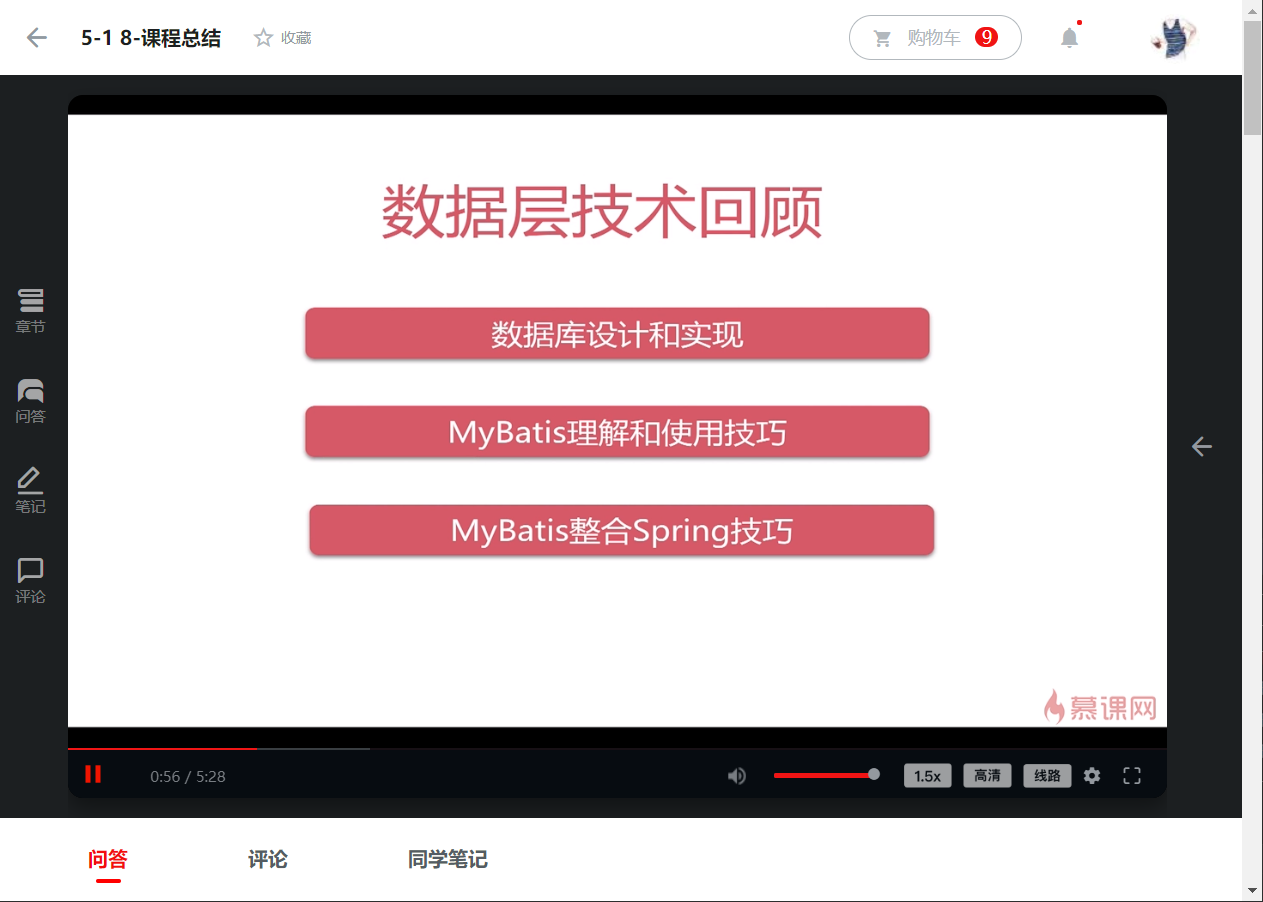 5-1 8-课程总结
收藏
购物车 9
数据层技术回顾
章节
数据库设计和实现
问答
MyBatis理解和使用技巧
笔记
MyBatis整合Spring技巧
评论
慕课网
0:56 / 5:28
1.5x
高清
线路
问答
评论
同学笔记